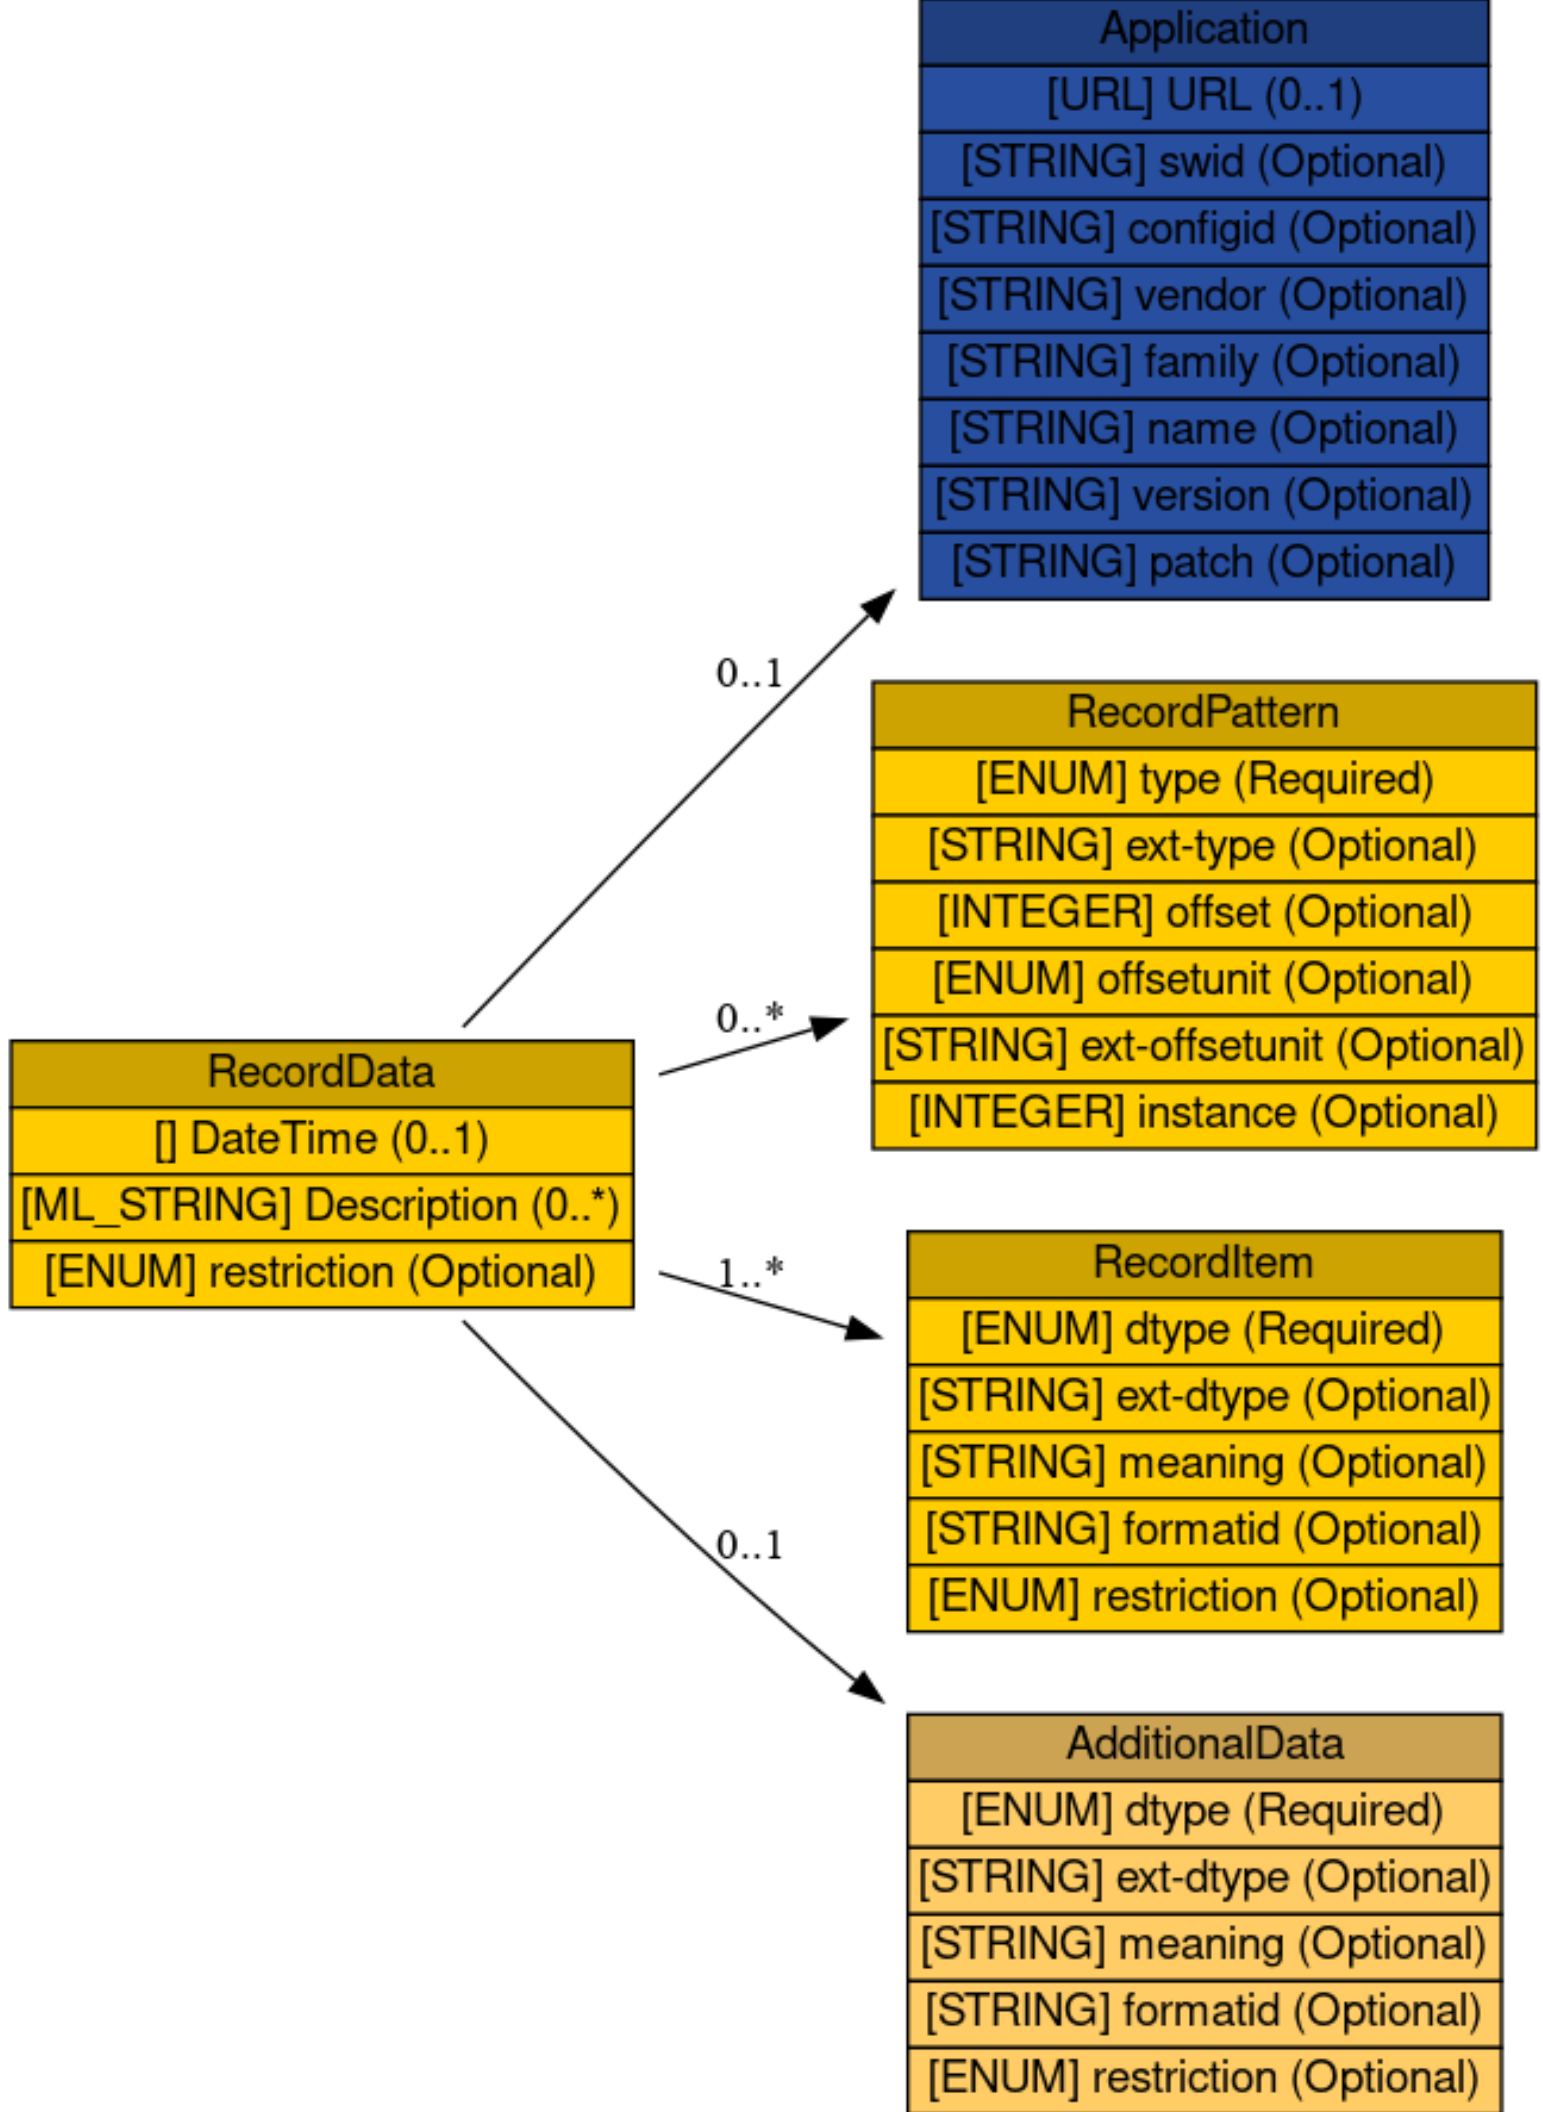 Application
[URL] URL (0..1)
[STRING] swid (Optional)
[STRING] configid (Optional)
[STRING] vendor (Optional)
[STRING] family (Optional)
[STRING] name (Optional)
[STRING] version (Optional)
[STRING] patch (Optional)
0..1
RecordPattern
[ENUM] type (Required)
[STRING] ext-type (Optional)
[INTEGER] offset (Optional)
[ENUM] offsetunit (Optional)
[STRING] ext-offsetunit (Optional)
[INTEGER] instance (Optional)
0..*
RecordData
[] DateTime (0..1)
[ML_STRING] Description (0..*)
[ENUM] restriction (Optional)
1..*
RecordItem
[ENUM] dtype (Required)
[STRING] ext-dtype (Optional)
[STRING] meaning (Optional)
[STRING] formatid (Optional)
[ENUM] restriction (Optional)
0..1
AdditionalData
[ENUM] dtype (Required)
[STRING] ext-dtype (Optional)
[STRING] meaning (Optional)
[STRING] formatid (Optional)
[ENUM] restriction (Optional)